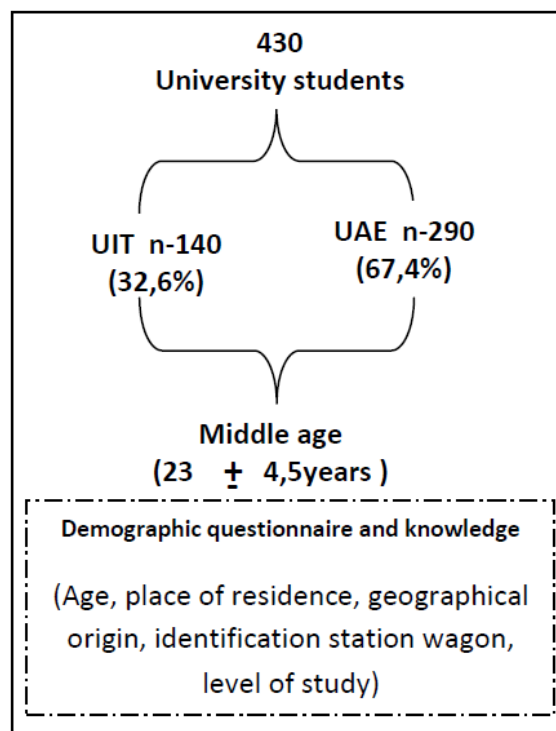 430
University students
UIT n-140
(32,6%)
UAE n-290
(67,4%)
Middle age
(23 ± 4,5years )
Demographic questionnaire and knowledge
(Age, place of residence, geographical
origin, identification station wagon,
level of study)